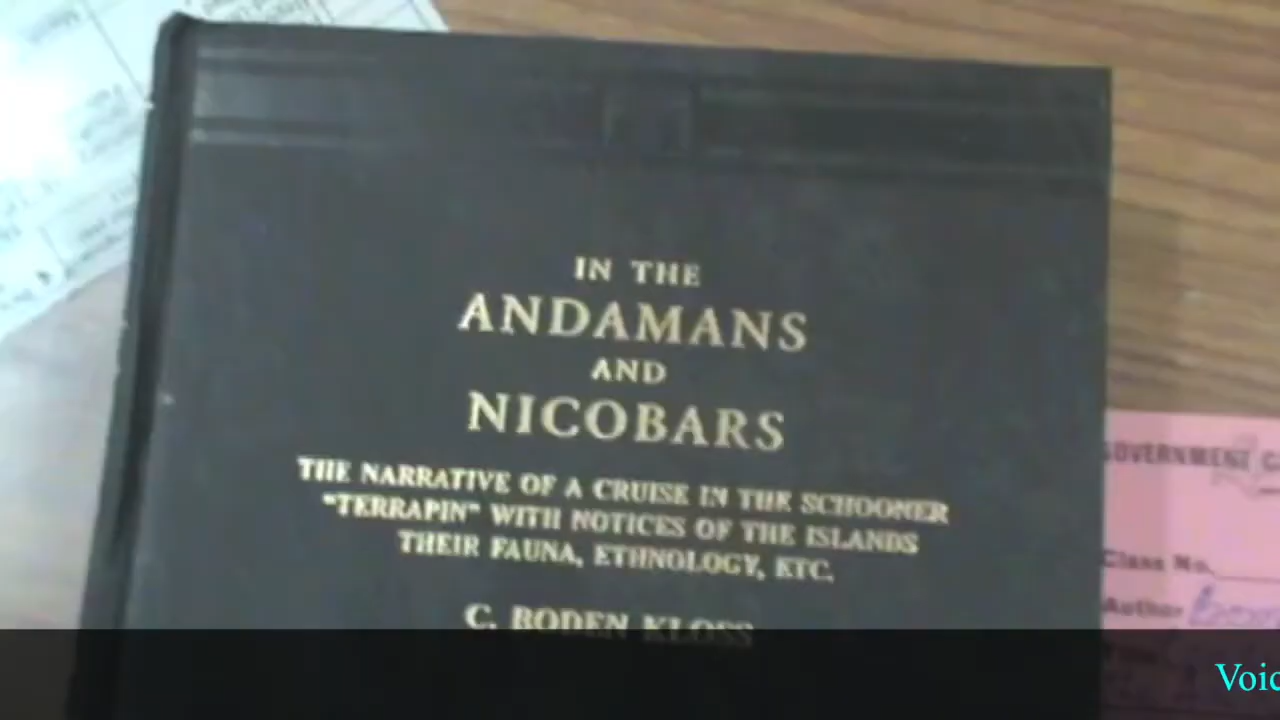 IN THE
ANDAMANS
AND
NICOBARS
THE NARRATIVE OF A CRUISE IN THE SCHOONER
"TERRAPIN" WITH NOTICES OF THE ISLANDS
THEIR FAUNA, ETHNOLOGY, ETC.
C. BODEN KLOSS
GOVERNMENT
Class No.
Author
Voic